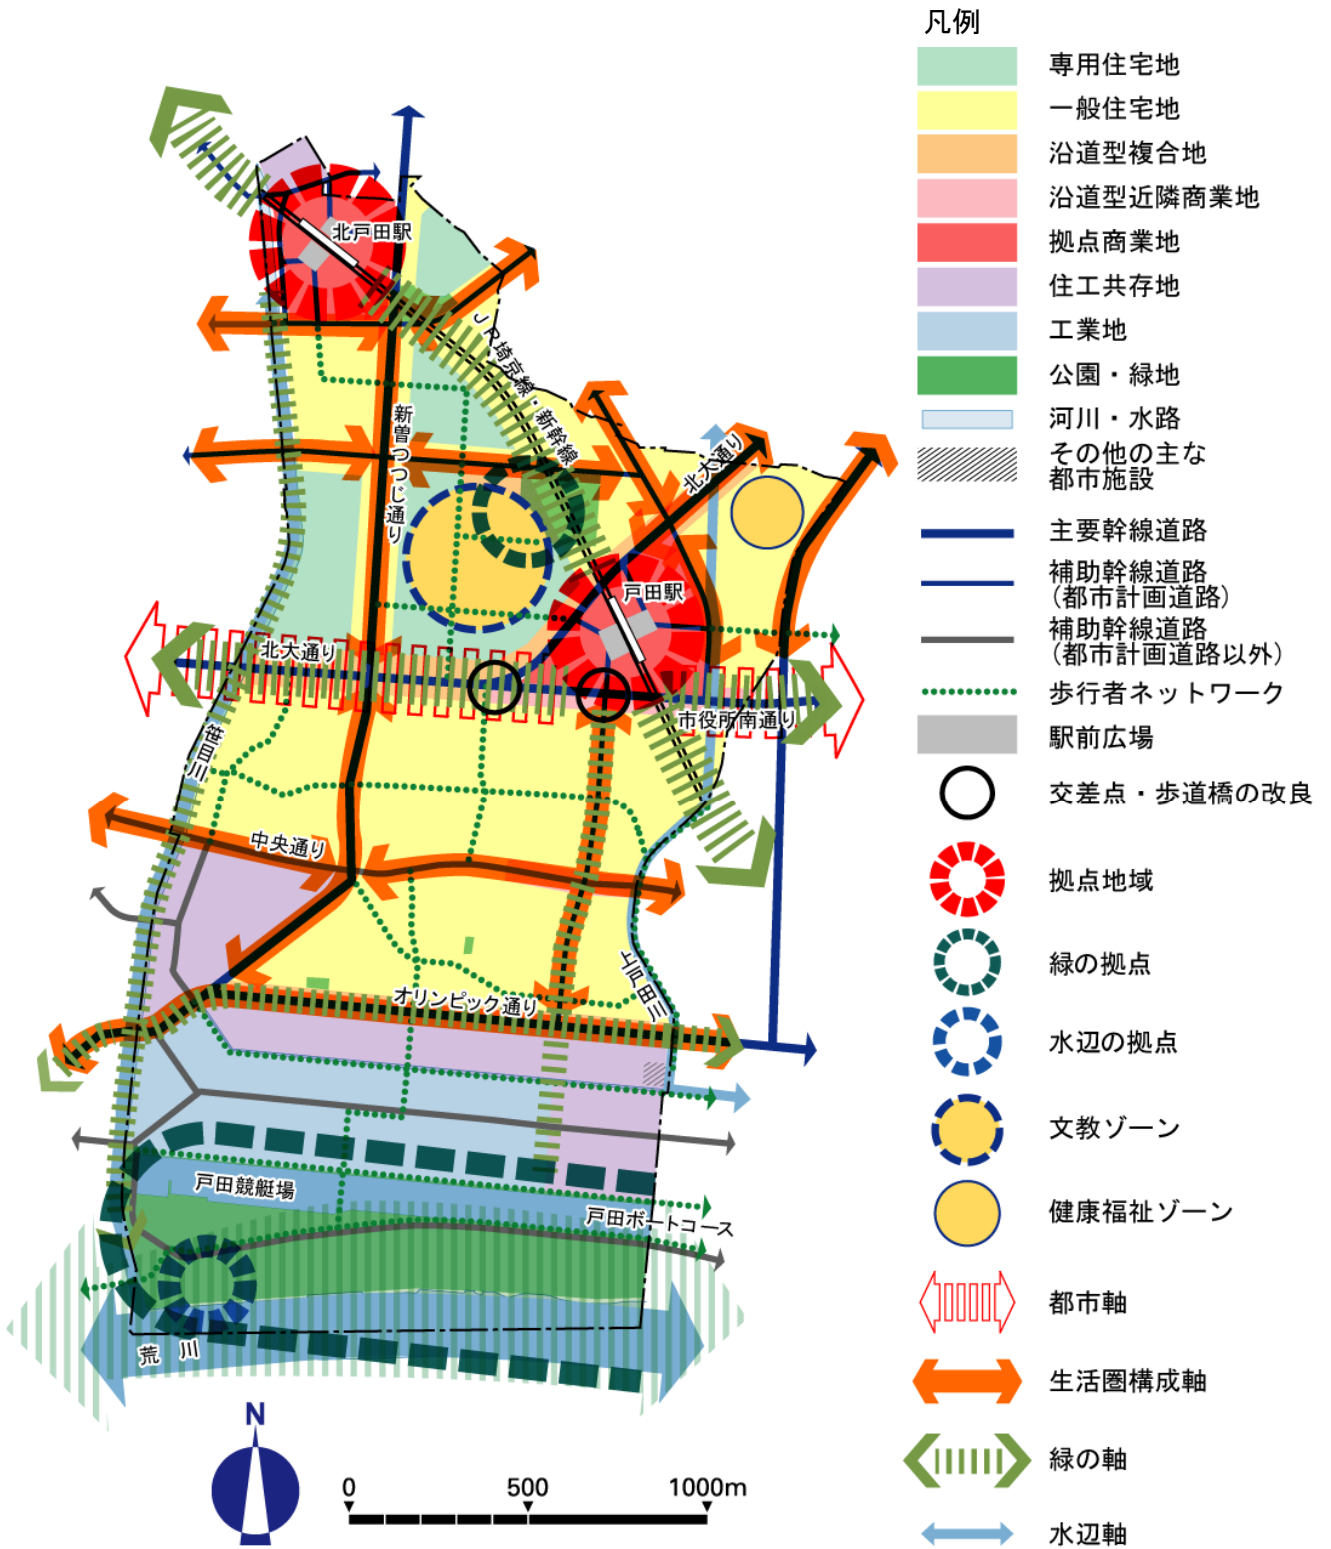 凡例
専用住宅地
一般住宅地
沿道型複合地
沿道型近隣商業地
拠点商業地
住工共存地
工業地
公園・緑地
河川・水路
その他の主な
都市施設
主要幹線道路
補助幹線道路
(都市計画道路)
補助幹線道路
(都市計画道路以外)
歩行者ネットワーク
駅前広場
交差点・歩道橋の改良
拠点地域
緑の拠点
水辺の拠点
文教ゾーン
健康福祉ゾーン
都市軸
生活圏構成軸
緑の軸
水辺軸
北戸田駅
JR埼京線・新幹線
新曽つつじ通り
北大通り
戸田駅
北大通り
市役所南通り
笹目川
中央通り
上戸田川
オリンピック通り
戸田競艇場
戸田ボートコース
荒川
N
0 500 1000m